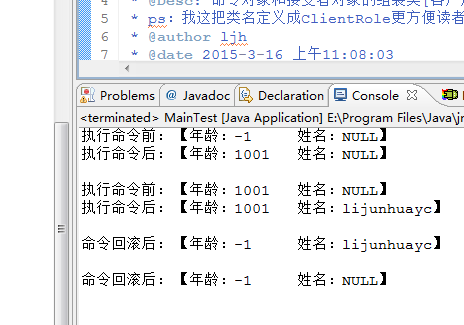 * @Desc: 命令对象和接受者对象的组装类[客户
5 * ps: 我这把类名定义成ClientRole更方便读者
6 * @author ljh
7 * @date 2015-3-16 上午11:08:03
Problems @ Javadoc Declaration Console
<terminated> MainTest [Java Application] E:\Program Files\Java\jr
执行命令前:【年龄:-1 姓名:NULL】
执行命令后:【年龄:1001 姓名:NULL】
执行命令前:【年龄:1001 姓名:NULL】
执行命令后:【年龄:1001 姓名:lijunhuayc】
命令回滚后:【年龄:-1 姓名:lijunhuayc】
命令回滚后:【年龄:-1 姓名:NULL】